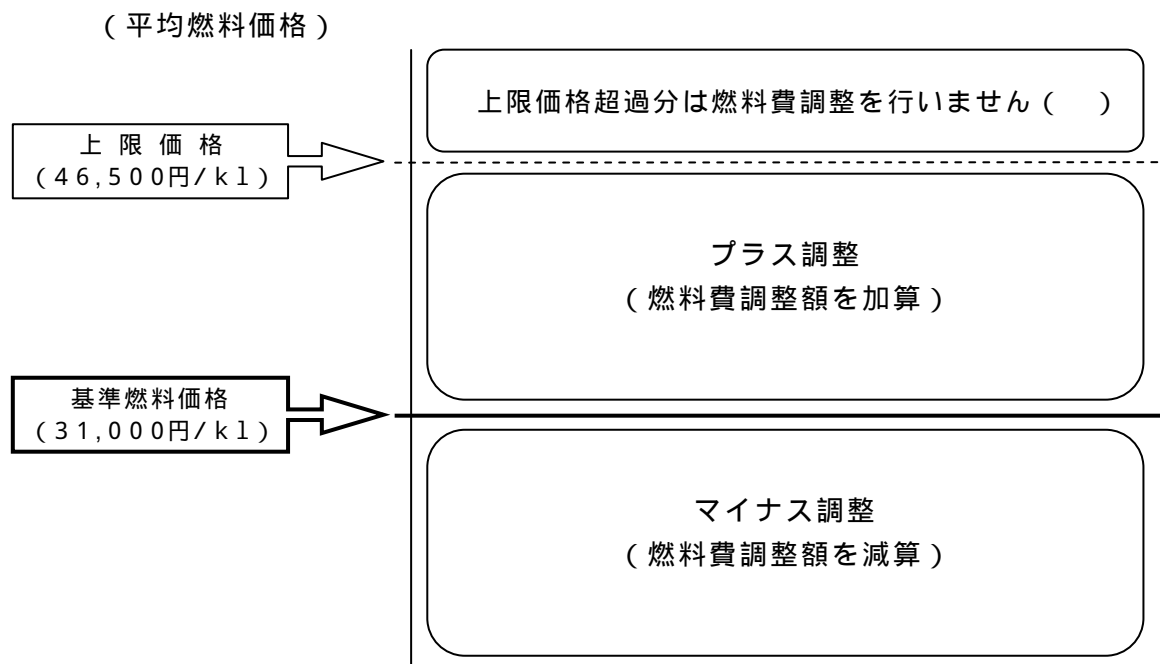 (平均燃料価格)
上限価格超過分は燃料費調整を行いません(　)
上 限 価 格
(46,500円/kl)
プラス調整
(燃料費調整額を加算)
基準燃料価格
(31,000円/kl)
マイナス調整
(燃料費調整額を減算)